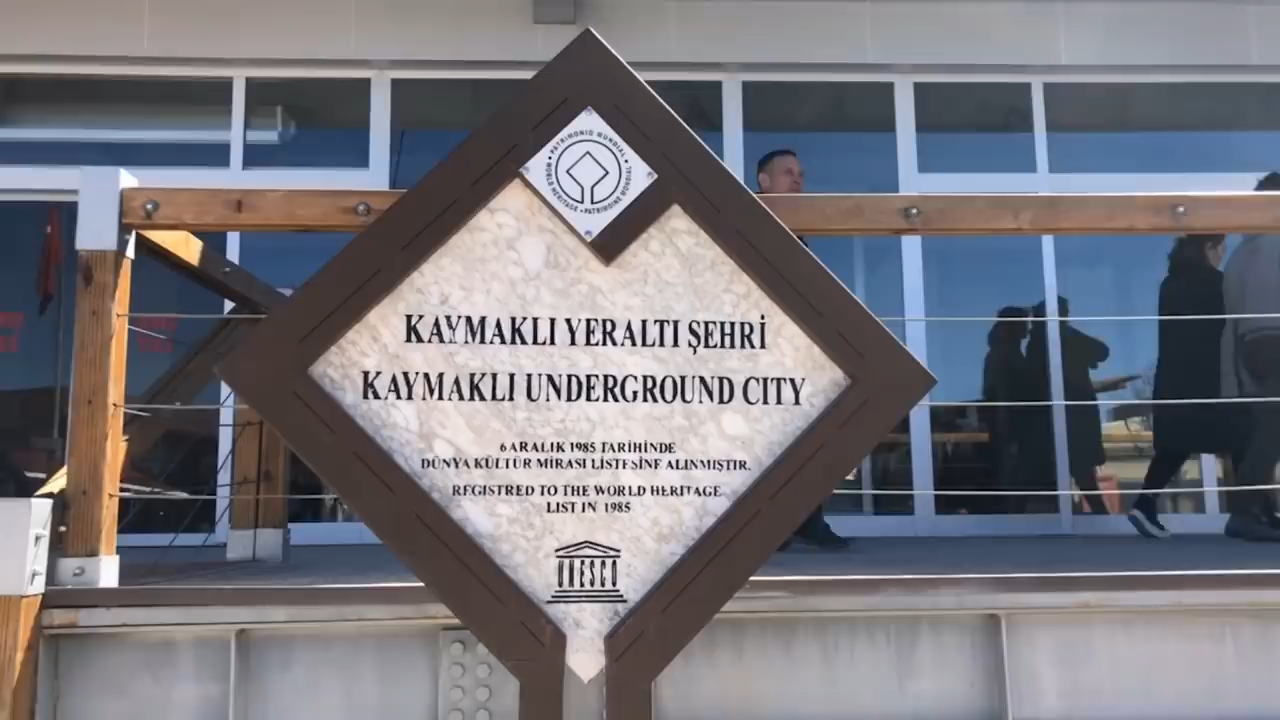 PATRIMONIO MUNDIAL
WORLD HERITAGE • PATRIMOINE MONDIAL
KAYMAKLI YERALTI ŞEHRİ
KAYMAKLI UNDERGROUND CITY
6 ARALIK 1985 TARİHİNDE
DÜNYA KÜLTÜR MİRASI LİSTESİNE ALINMIŞTIR.
REGISTRED TO THE WORLD HERITAGE
LIST IN 1985
UNESCO